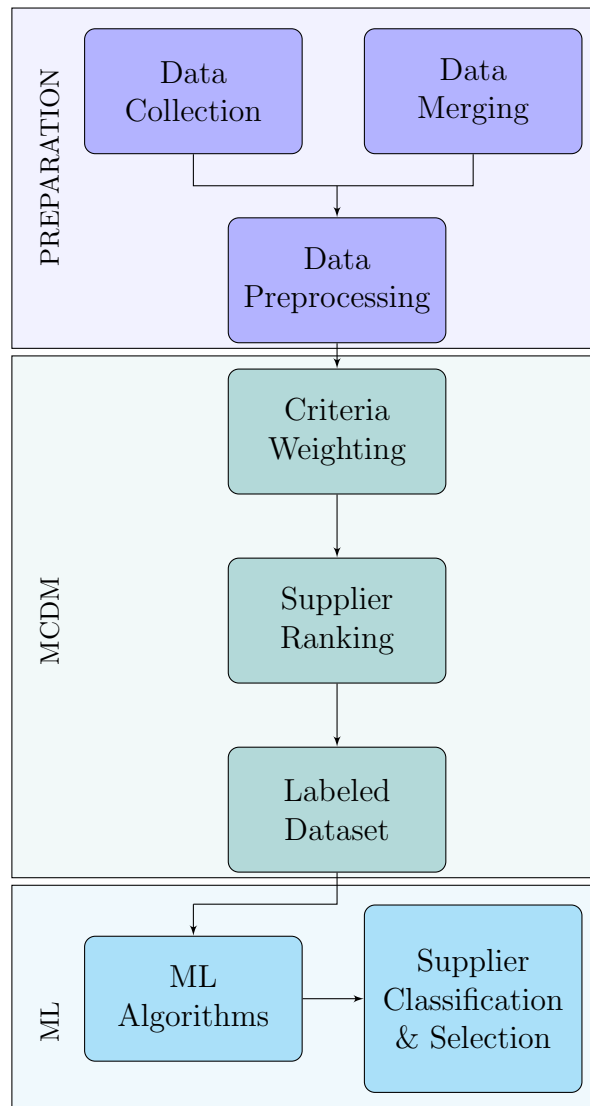 PREPARATION
Data
Collection
Data
Merging
Data
Preprocessing
MCDM
Criteria
Weighting
Supplier
Ranking
Labeled
Dataset
ML
ML
Algorithms
Supplier
Classification
& Selection